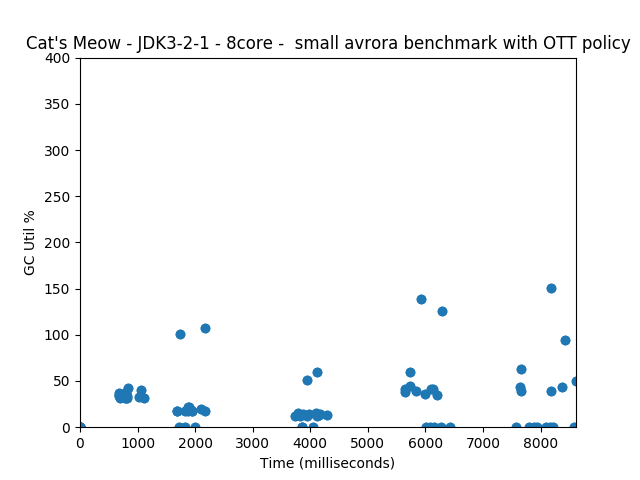 Cat's Meow - JDK3-2-1 - 8core -  small avrora benchmark with OTT policy
400
350
300
250
200
150
100
50
0
GC Util %
0 1000 2000 3000 4000 5000 6000 7000 8000
Time (milliseconds)